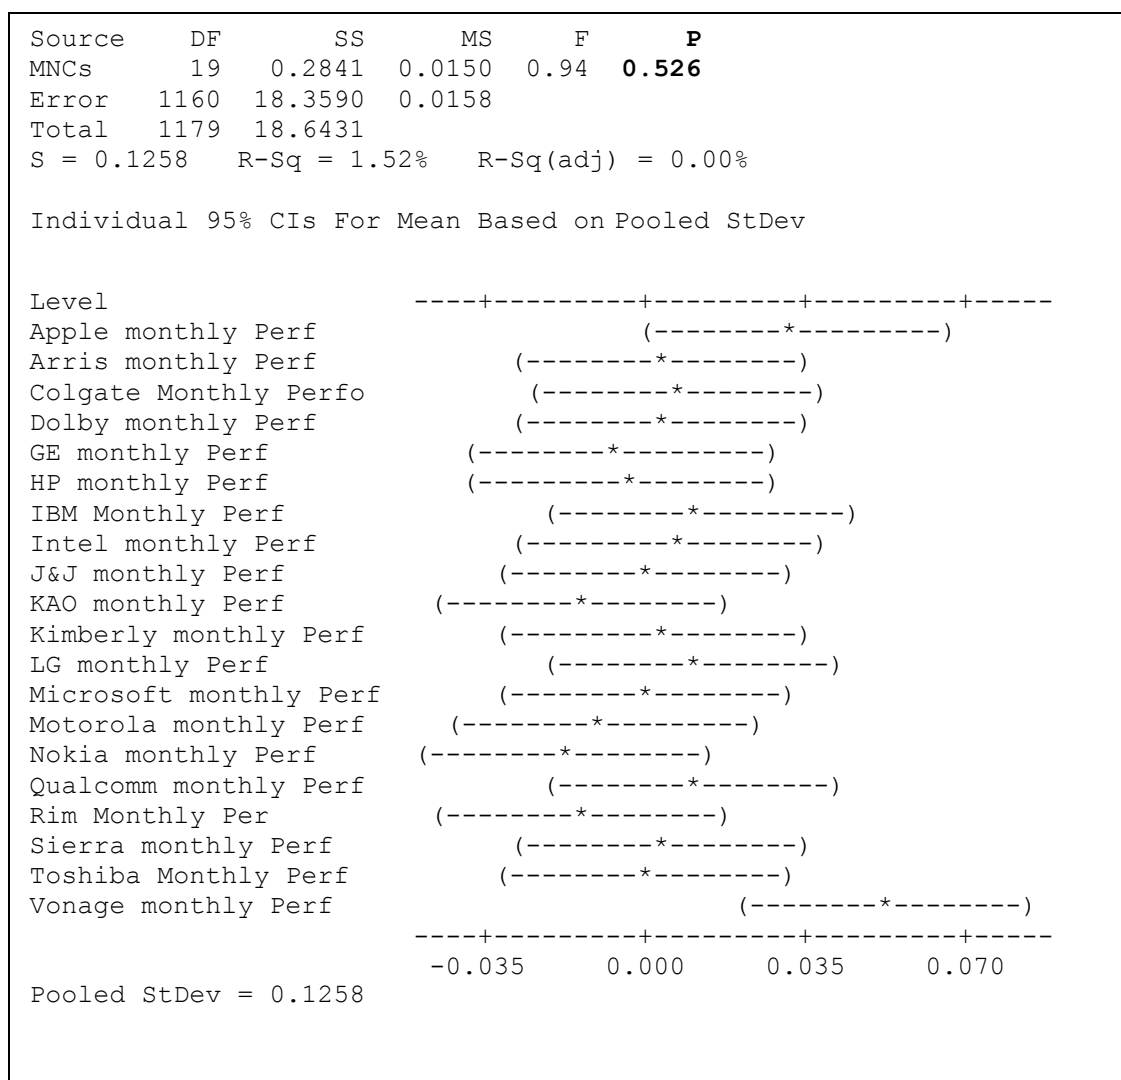 Source    DF        SS      MS     F      P
MNCs      19    0.2841  0.0150  0.94  0.526
Error   1160   18.3590  0.0158
Total   1179   18.6431
S = 0.1258   R-Sq = 1.52%   R-Sq(adj) = 0.00%
Individual 95% CIs For Mean Based on Pooled StDev
Level                   ----+---------+---------+---------+-----
Apple monthly Perf                    (--------*---------)
Arris monthly Perf            (--------*--------)
Colgate Monthly Perfo          (--------*--------)
Dolby monthly Perf            (--------*--------)
GE monthly Perf            (--------*---------)
HP monthly Perf            (---------*--------)
IBM Monthly Perf                (--------*---------)
Intel monthly Perf            (---------*--------)
J&J monthly Perf             (--------*--------)
KAO monthly Perf         (--------*--------)
Kimberly monthly Perf        (---------*--------)
LG monthly Perf                 (--------*--------)
Microsoft monthly Perf       (--------*--------)
Motorola monthly Perf     (--------*---------)
Nokia monthly Perf      (--------*--------)
Qualcomm monthly Perf           (--------*--------)
Rim Monthly Per          (--------*--------)
Sierra monthly Perf           (--------*--------)
Toshiba Monthly Perf         (--------*--------)
Vonage monthly Perf                         (--------*--------)
                        ----+---------+---------+---------+-----
                         -0.035     0.000     0.035     0.070
Pooled StDev = 0.1258